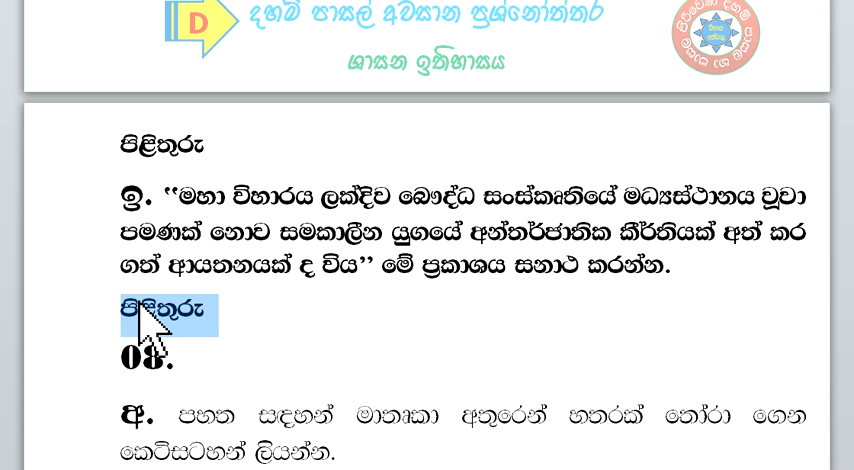 D
දහම් පාසල් අවසාන ප්‍රශ්නෝත්තර
ශාසන ඉතිහාසය
පිළිතුරු
ඉ. “මහා විහාරය ලක්දිව බෞද්ධ සංස්කෘතියේ මධ්‍යස්ථානය වූවා
පමණක් නොව සමකාලීන යුගයේ අන්තර්ජාතික කීර්තියක් අත් කර
ගත් ආයතනයක් ද විය” මේ ප්‍රකාශය සනාථ කරන්න.
පිළිතුරු
03.
අ. පහත සඳහන් මාතෘකා අතුරෙන් හතරක් තෝරා ගෙන
කෙටිසටහන් ලියන්න.